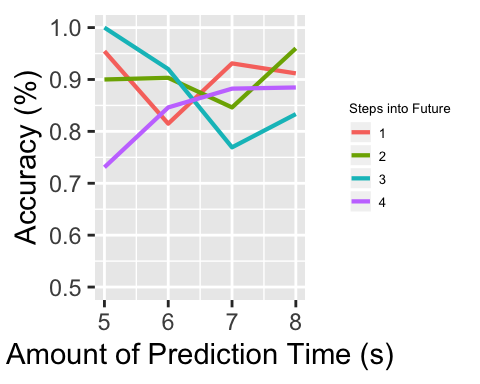 Accuracy (%)
1.0
0.9
0.8
0.7
0.6
0.5
5 6 7 8
Amount of Prediction Time (s)
Steps into Future
1
2
3
4